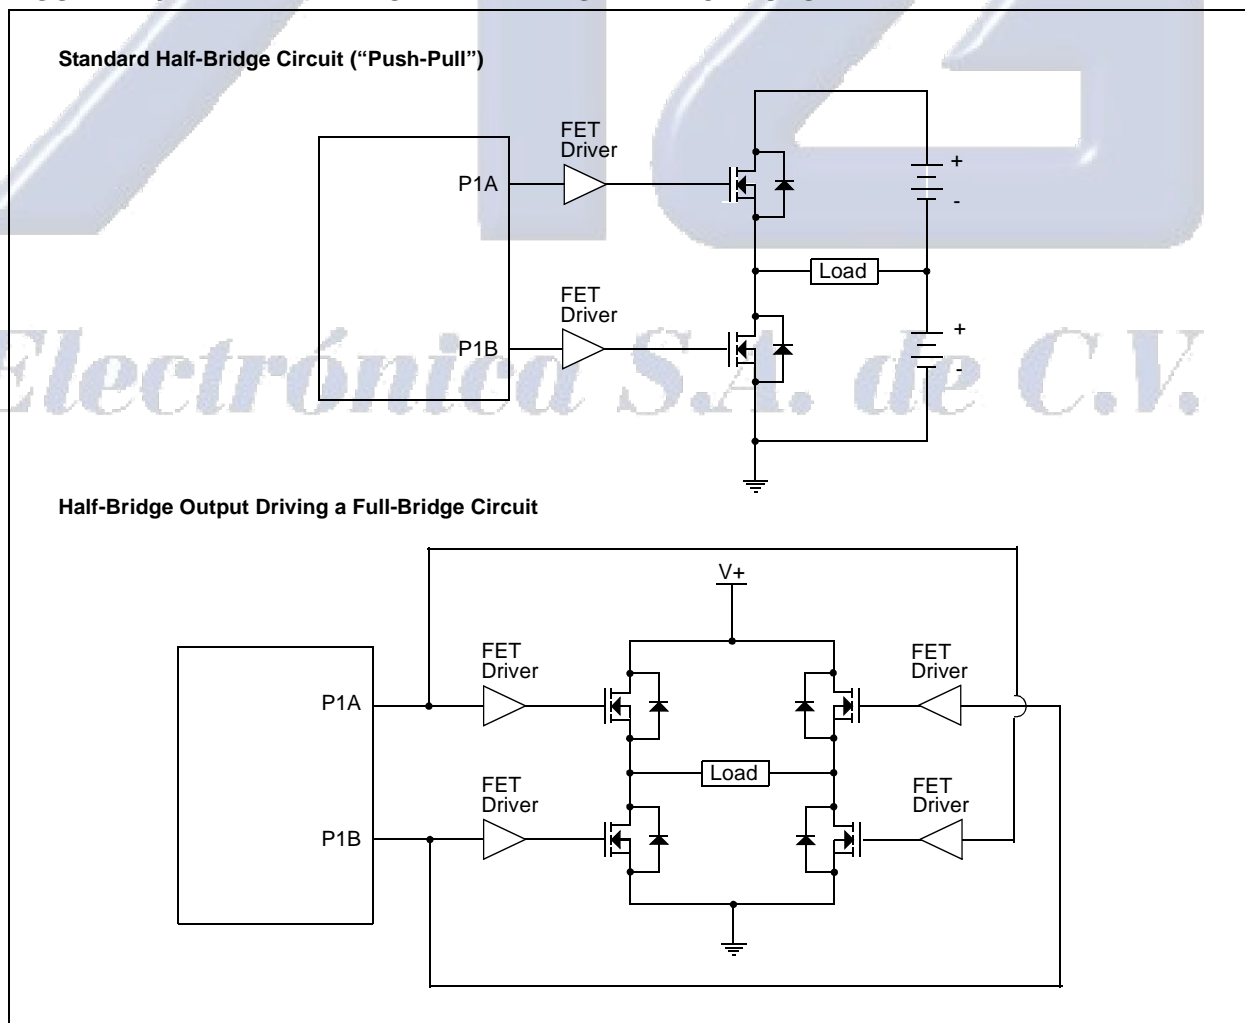 Standard Half-Bridge Circuit (“Push-Pull”)
FET
Driver
P1A
+
-
Load
FET
Driver
P1B
+
-
Electrónica S.A. de C.V.
Half-Bridge Output Driving a Full-Bridge Circuit
V+
FET
Driver
FET
Driver
P1A
Load
FET
Driver
FET
Driver
P1B